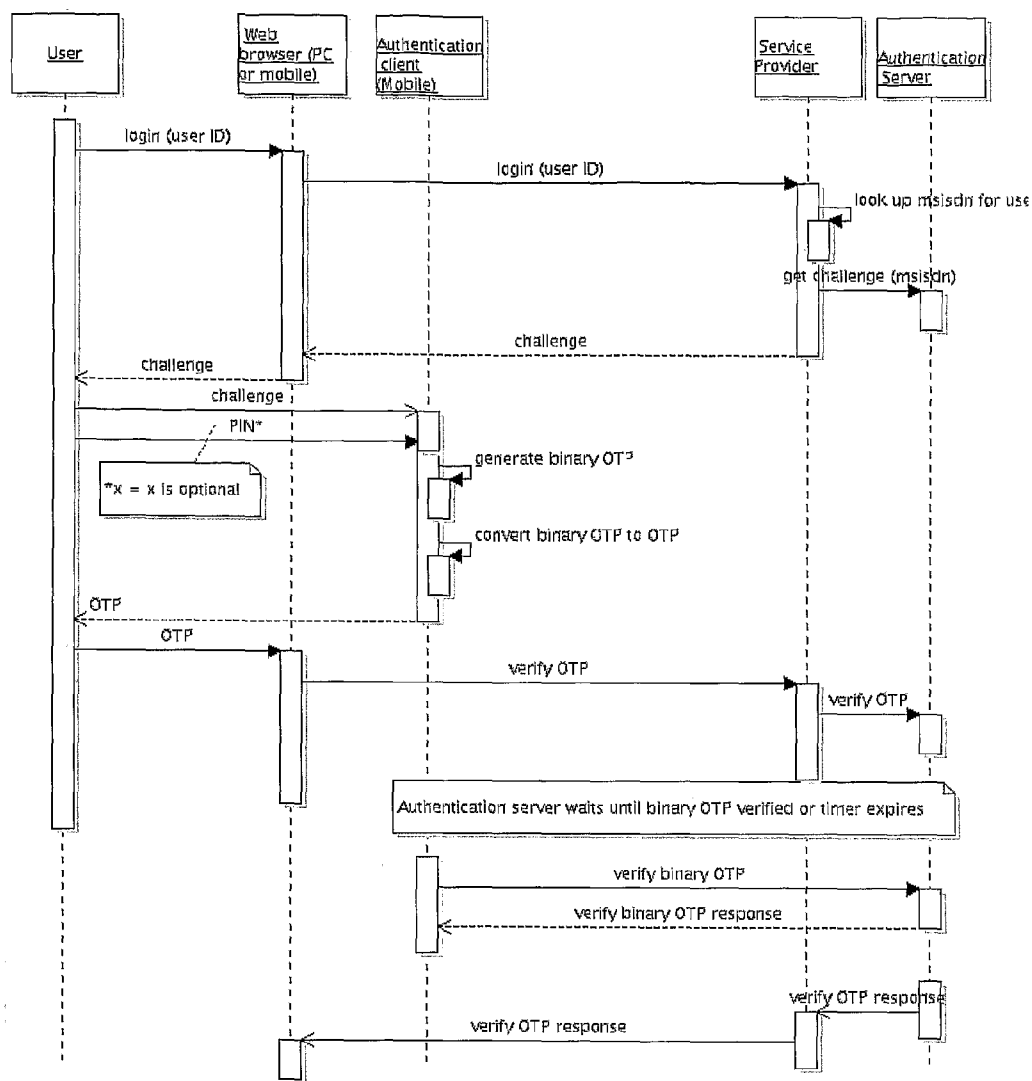 User
Web
browser (PC
or mobile)
Authentication
client
(Mobile)
Service
Provider
Authentication
Server
login (user ID)
login (user ID)
look up msisdn for use
get challenge (msisdn)
challenge
challenge
challenge
PIN*
*x = x is optional
generate binary OTP
convert binary OTP to OTP
OTP
OTP
verify OTP
verify OTP
Authentication server waits until binary OTP verified or timer expires
verify binary OTP
verify binary OTP response
verify OTP response
verify OTP response